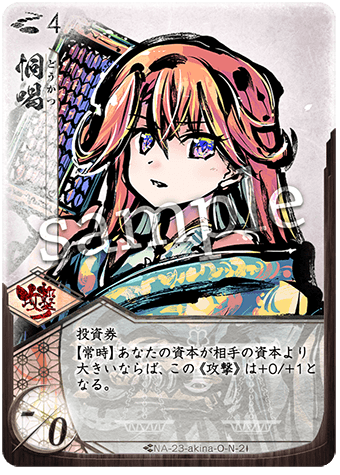 4
恫喝
どうかつ
sample
攻撃
投資券
【常時】あなたの資本が相手の資本より
大きいならば、この《攻撃》は+0/+1と
なる。
-/0
NA-23-akina-O-N-2